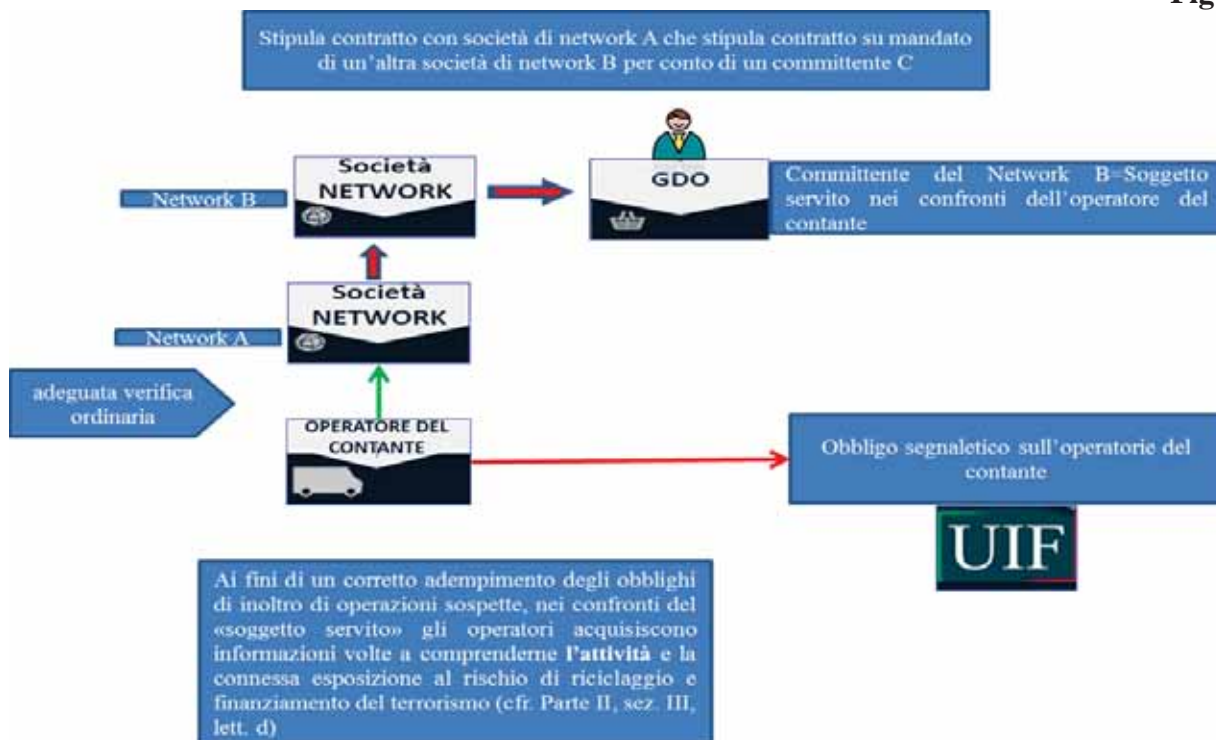 Fig
Stipula contratto con società di network A che stipula contratto su mandato
di un'altra società di network B per conto di un committente C
Network B
Società
NETWORK
GDO
Committente del Network B=Soggetto
servito nei confronti dell'operatore del
contante
Network A
Società
NETWORK
adeguata verifica
ordinaria
OPERATORE DEL
CONTANTE
Obbligo segnaletico sull'operatorie del
contante
UIF
Ai fini di un corretto adempimento degli obblighi
di inoltro di operazioni sospette, nei confronti del
«soggetto servito» gli operatori acquisiscono
informazioni volte a comprenderne l'attività e la
connessa esposizione al rischio di riciclaggio e
finanziamento del terrorismo (cfr. Parte II, sez. III,
lett. d)